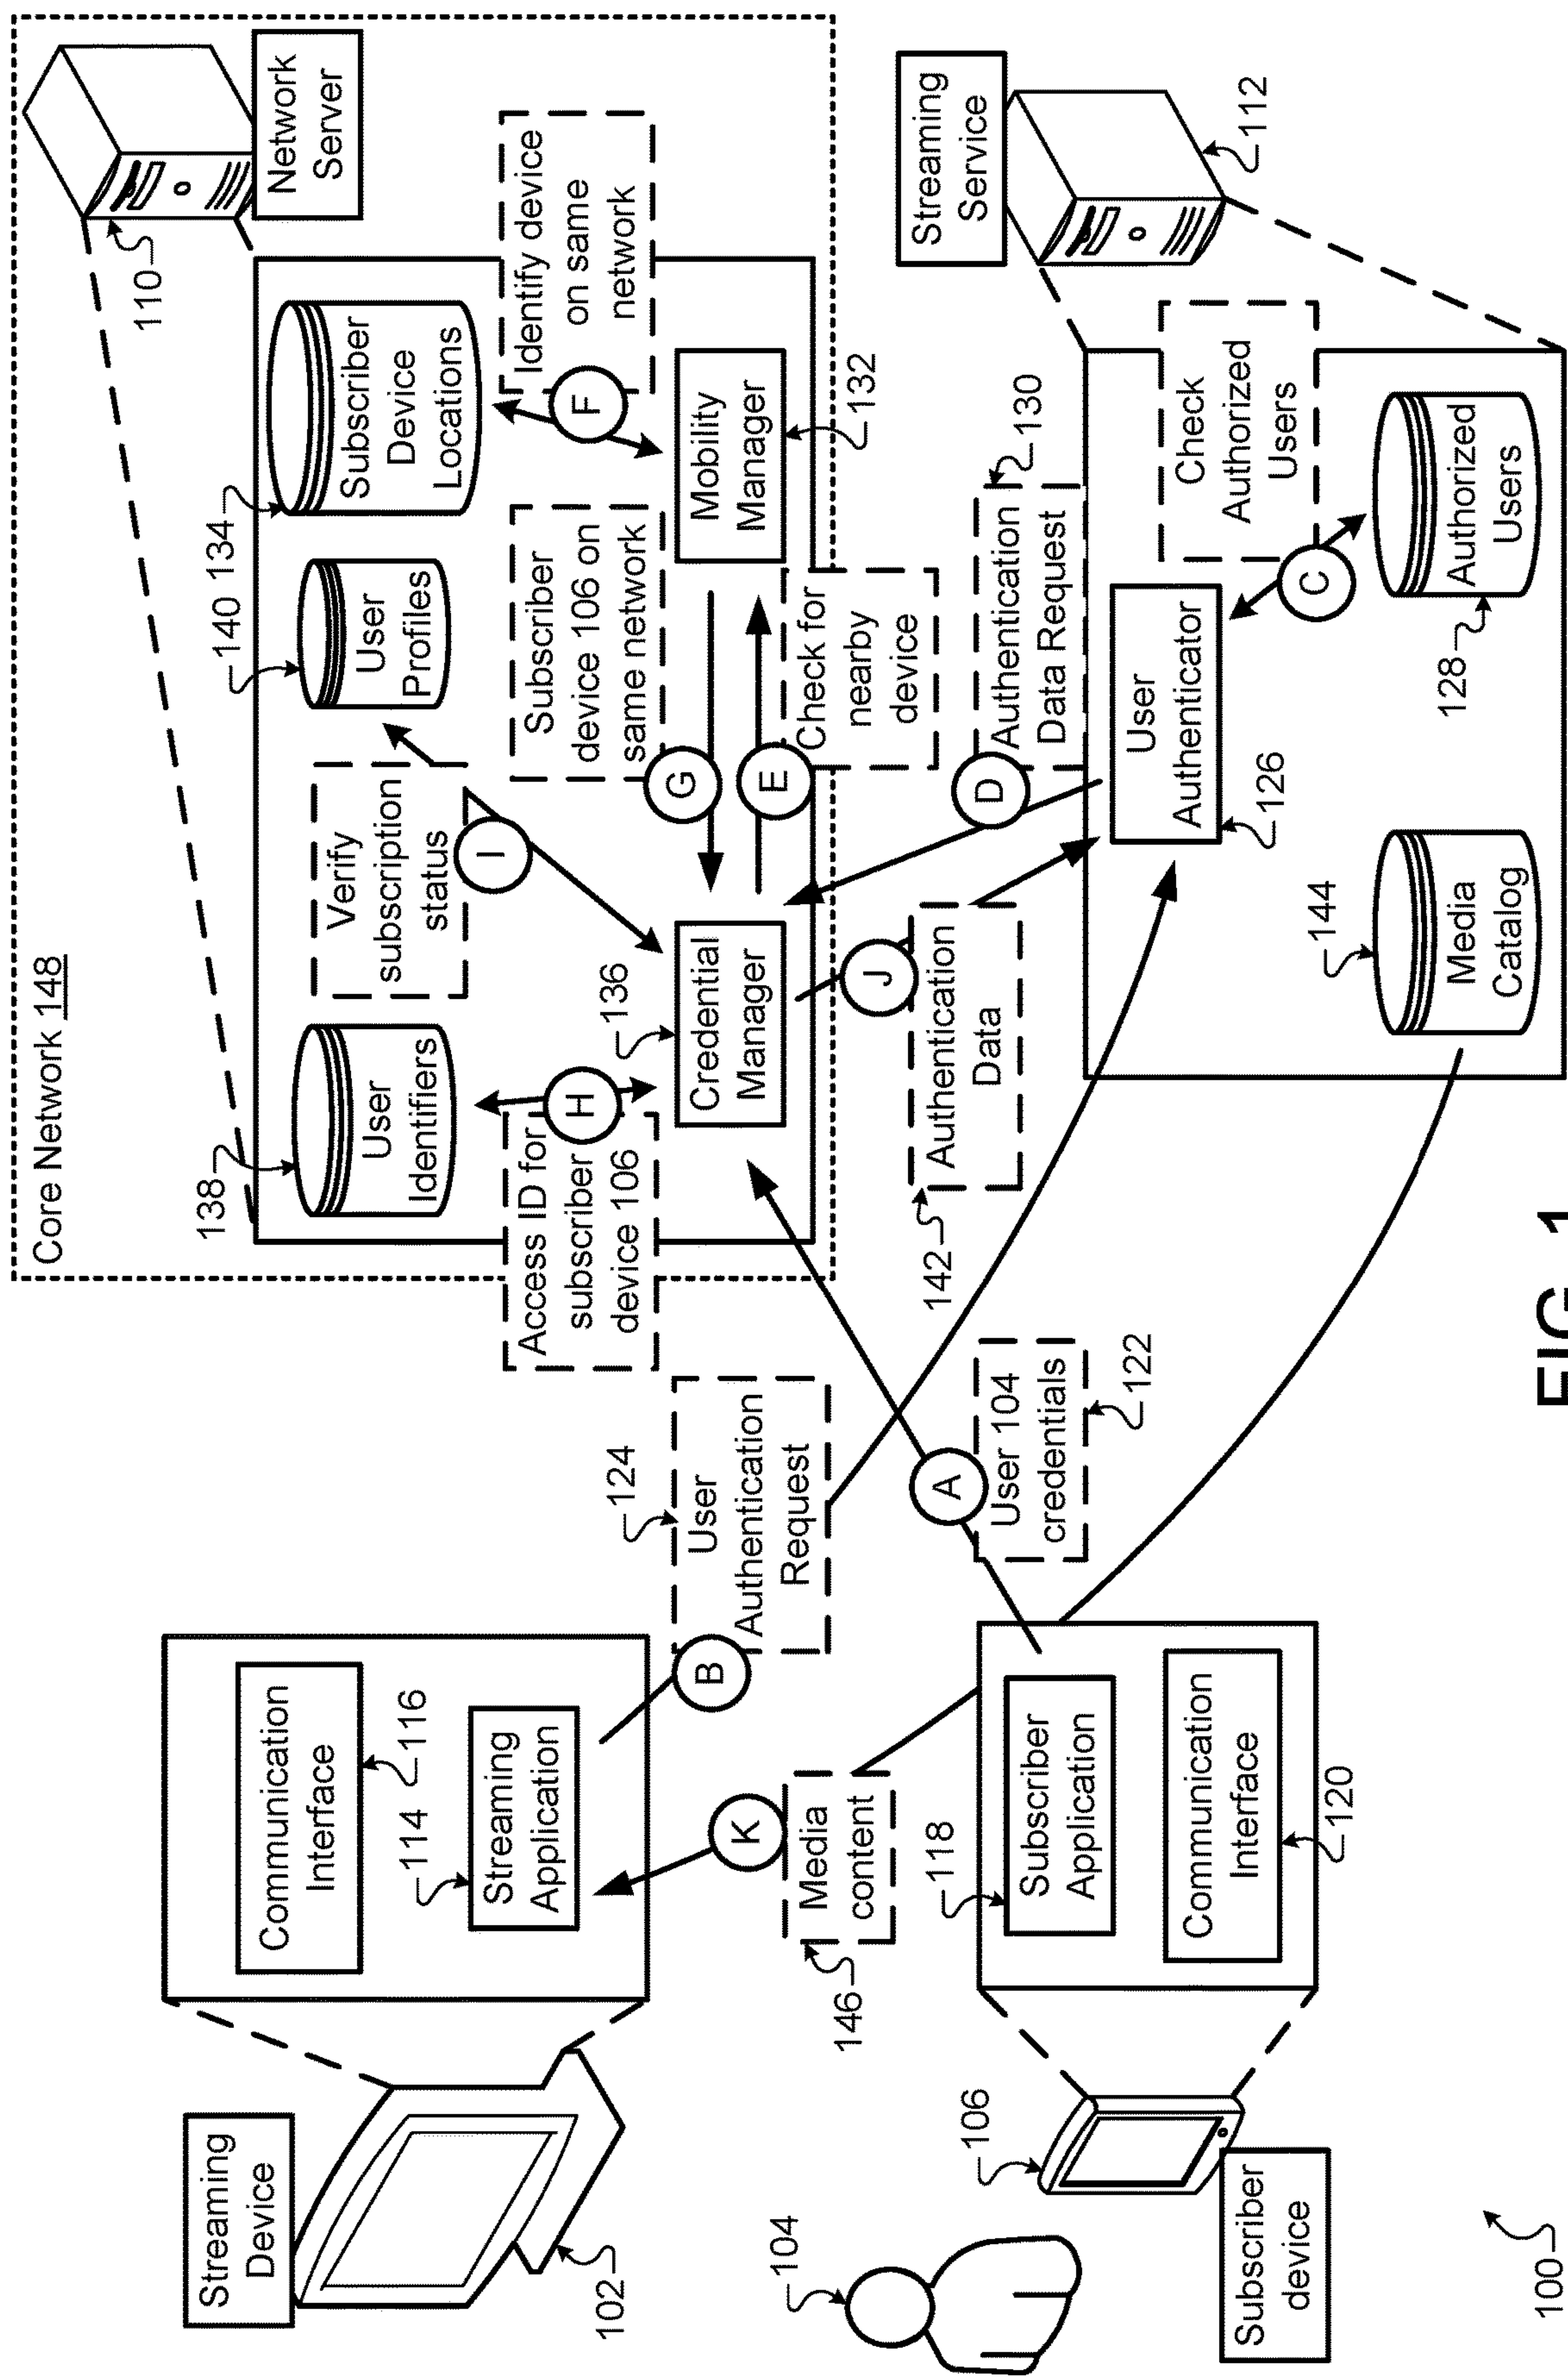 Core Network 148
Network
Server
110
138
User
Identifiers
Verify
subscription
status
I
140
User
Profiles
134
Subscriber
Device
Locations
Identify device
on same
network
F
Access ID for
subscriber
device 106
H
136
Credential
Manager
Subscriber
device 106 on
same network
G
E
Check for
nearby
device
Mobility
Manager
132
Streaming
Device
102
Communication
Interface
116
114
Streaming
Application
B
124
User
Authentication
Request
K
Media
content
146
A
User 104
credentials
122
J
Authentication
Data
142
D
Authentication
Data Request
130
Streaming
Service
112
User
Authenticator
126
Check
Authorized
Users
C
128
Authorized
Users
144
Media
Catalog
104
106
Subscriber
device
118
Subscriber
Application
Communication
Interface
120
100
FIG. 1